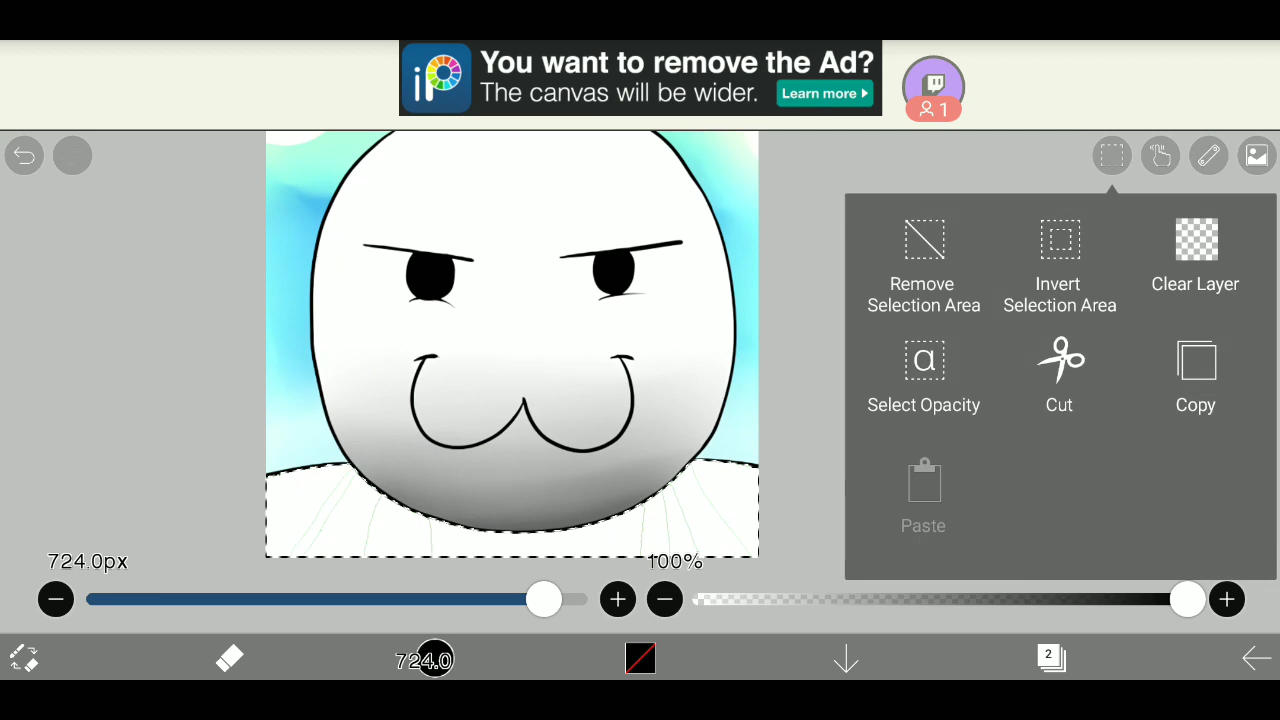 iP
You want to remove the Ad?
The canvas will be wider.
Learn more
1
Remove
Selection Area
Invert
Selection Area
Clear Layer
α
Select Opacity
Cut
Copy
Paste
724.0px
100%
724.0
2